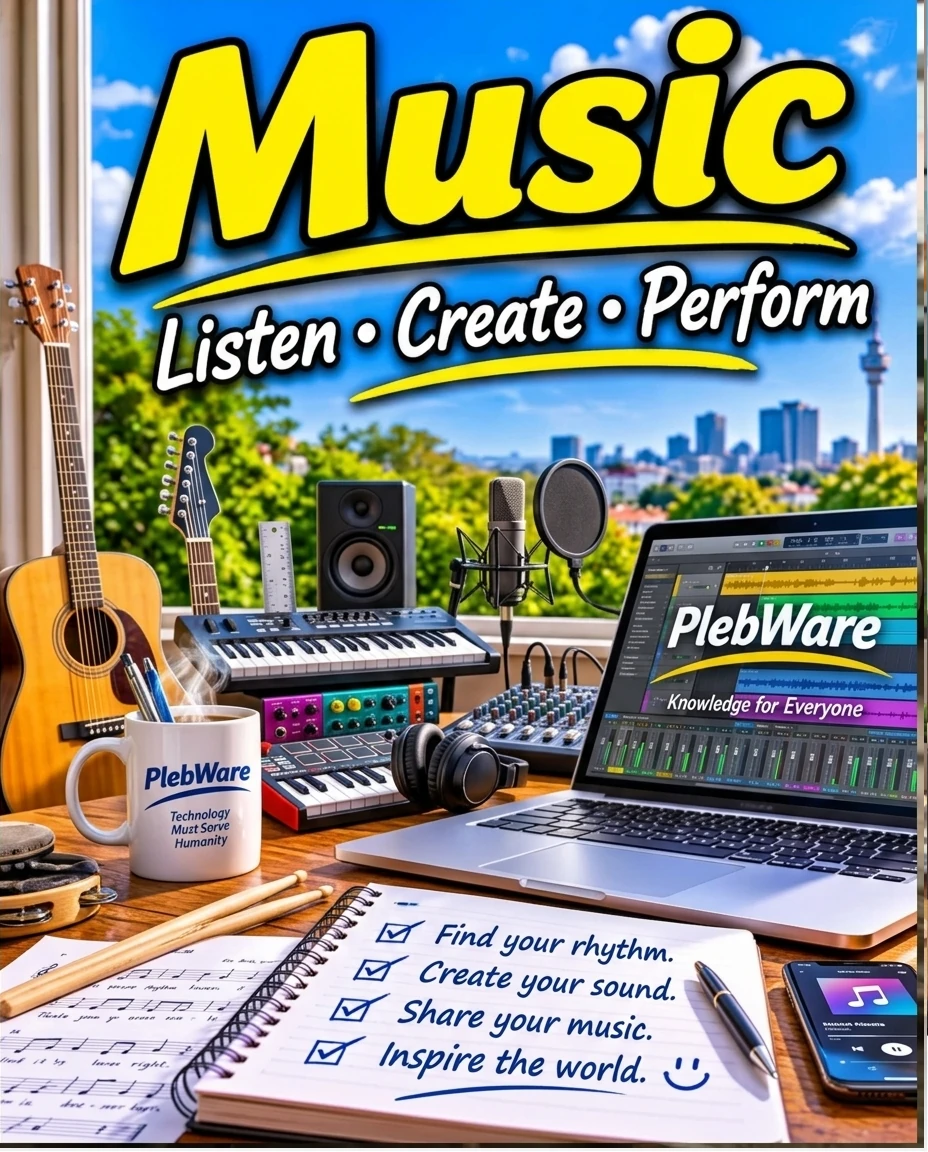 Music
Listen • Create • Perform
PlebWare
Knowledge for Everyone
PlebWare
Technology
Must Serve
Humanity
Find your rhythm.
Create your sound.
Share your music.
Inspire the world.